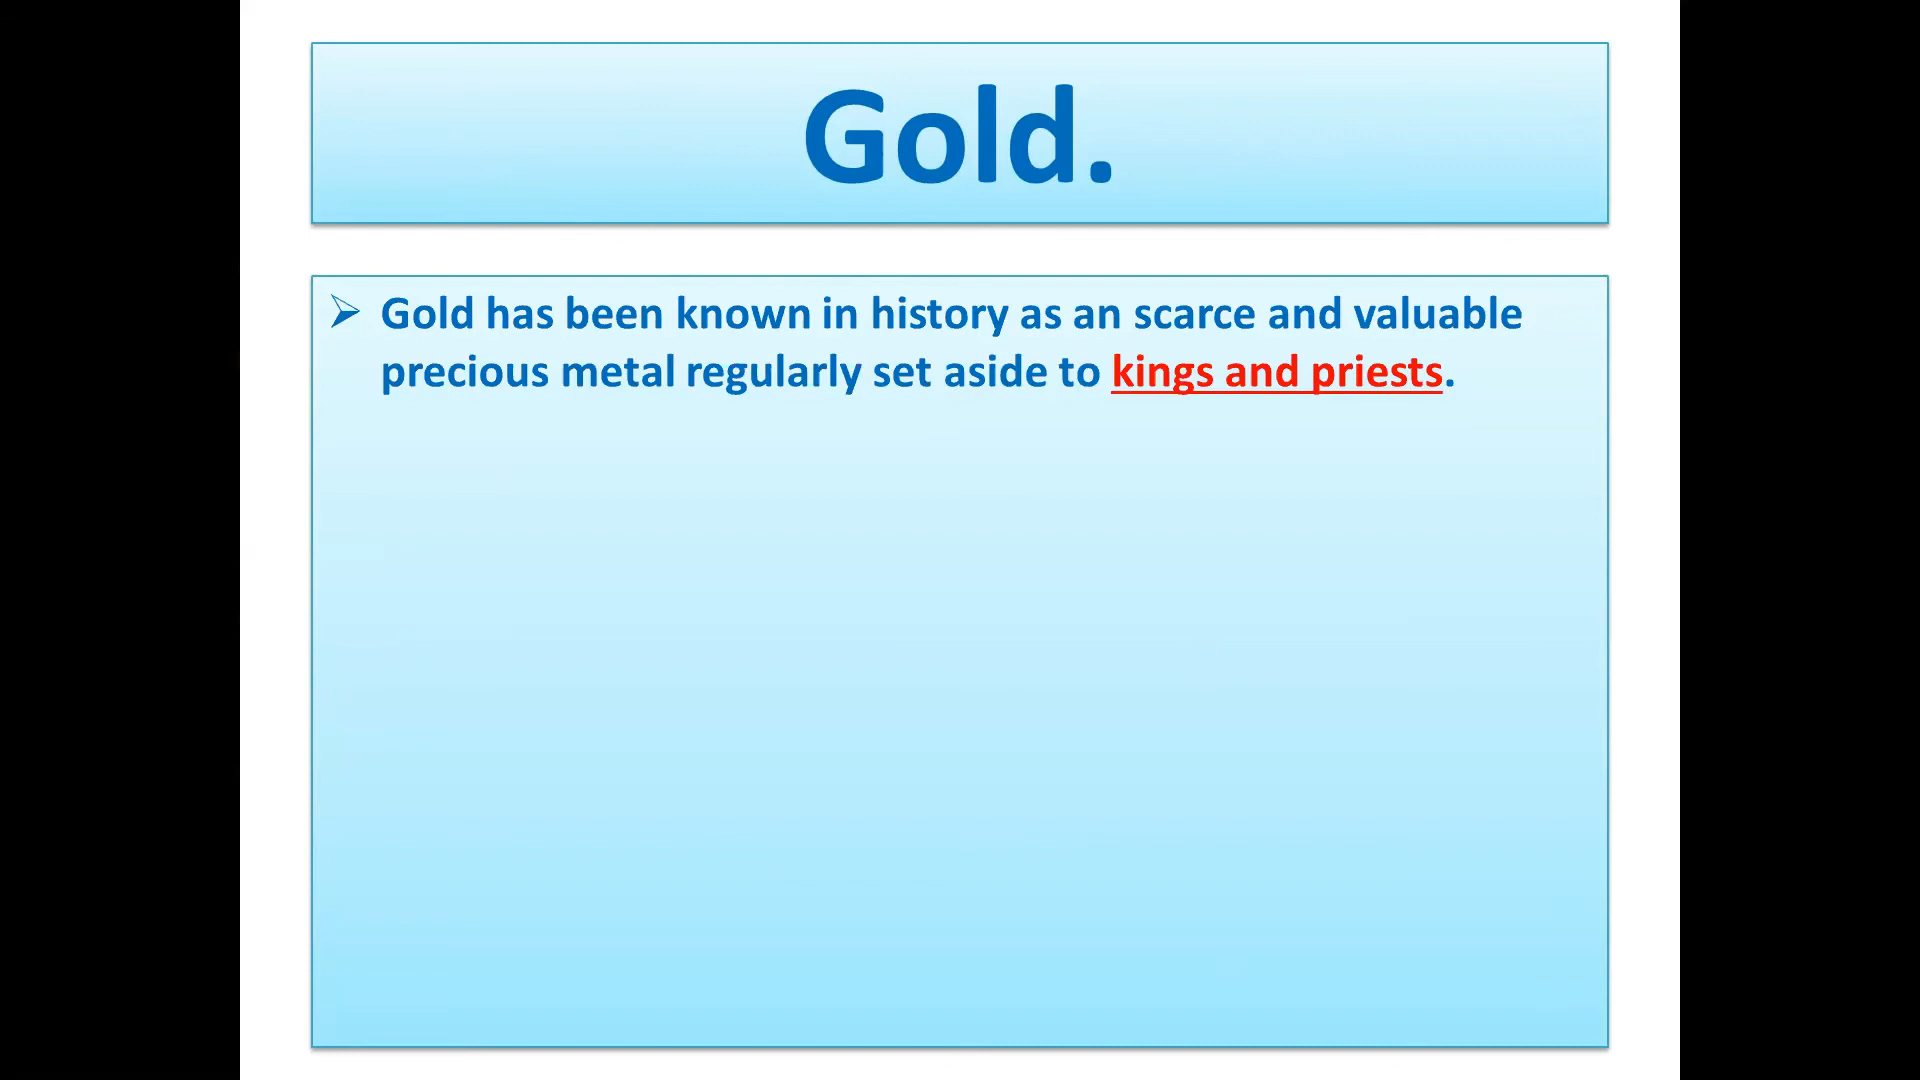 Gold.
➢ Gold has been known in history as an scarce and valuable
precious metal regularly set aside to kings and priests.